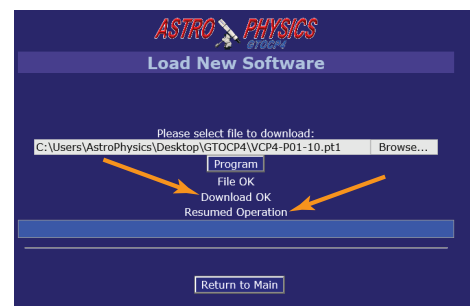 ASTRO PHYSICS
GTOCP4
Load New Software
Please select file to download:
C:\Users\AstroPhysics\Desktop\GTOCP4\VCP4-P01-10.pt1 Browse...
Program
File OK
Download OK
Resumed Operation
Return to Main